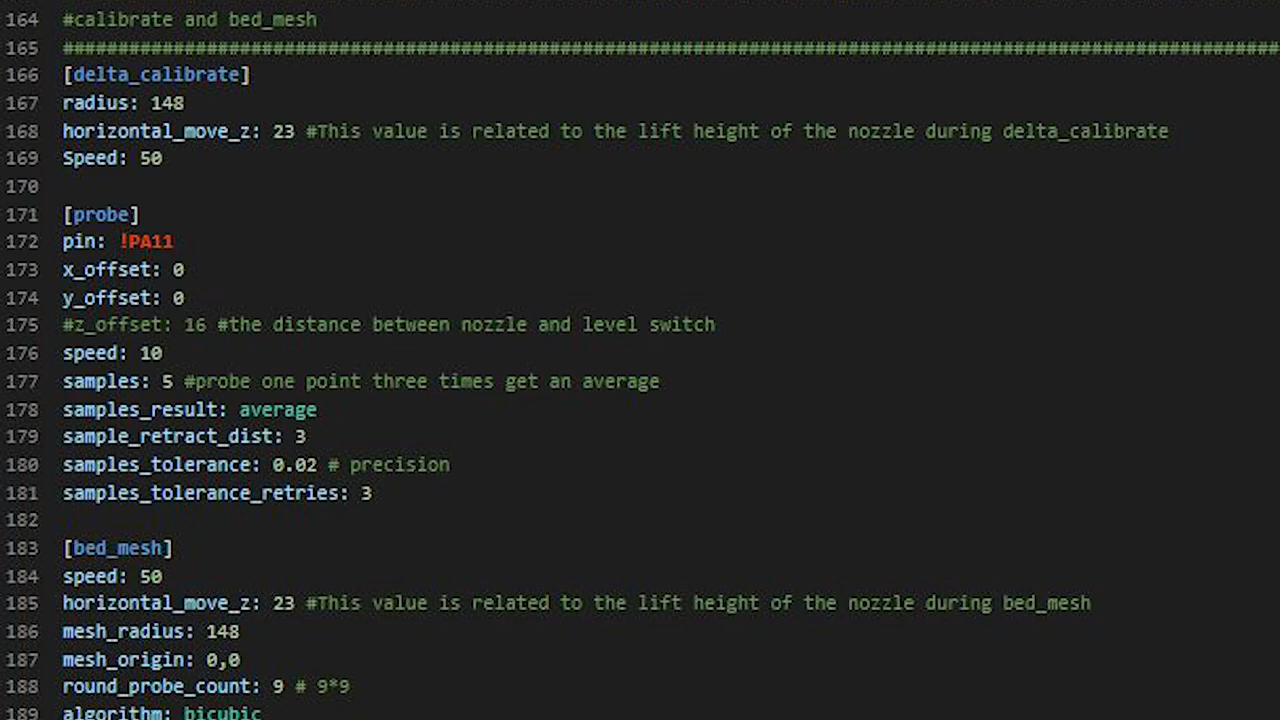 164 #calibrate and bed_mesh
165 ################################################################################################################
166 [delta_calibrate]
167 radius: 148
168 horizontal_move_z: 23 #This value is related to the lift height of the nozzle during delta_calibrate
169 Speed: 50
170
171 [probe]
172 pin: !PA11
173 x_offset: 0
174 y_offset: 0
175 #z_offset: 16 #the distance between nozzle and level switch
176 speed: 10
177 samples: 5 #probe one point three times get an average
178 samples_result: average
179 sample_retract_dist: 3
180 samples_tolerance: 0.02 # precision
181 samples_tolerance_retries: 3
182
183 [bed_mesh]
184 speed: 50
185 horizontal_move_z: 23 #This value is related to the lift height of the nozzle during bed_mesh
186 mesh_radius: 148
187 mesh_origin: 0,0
188 round_probe_count: 9 # 9*9
189 algorithm: bicubic